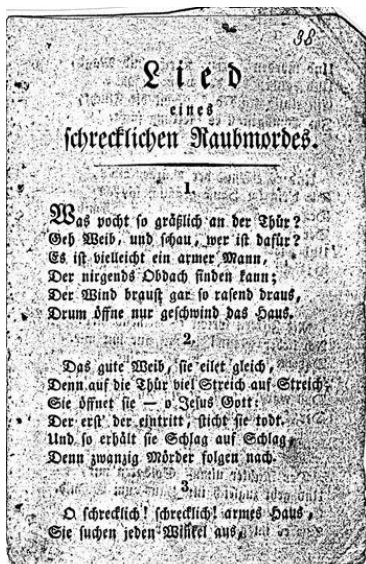 38
Lied
eines
schrecklichen Raubmordes.
1.
Was pocht so gräßlich an der Thür?
Geh Weib, und schau, wer ist dafür?
Es ist vielleicht ein armer Mann,
Der nirgends Obdach finden kann;
Der Wind braust gar so rasend draus,
Drum öffne nur geschwind das Haus.
2.
Das gute Weib, sie eilet gleich,
Denn auf die Thür viel Streich auf Streich;
Sie öffnet sie — o Jesus Gott:
Der erst' der eintritt, sticht sie todt.
Und so erhält sie Schlag auf Schlag,
Denn zwanzig Mörder folgen nach.
3.
O schrecklich! schrecklich! armes Haus,
Sie suchen jeden Winkel aus,